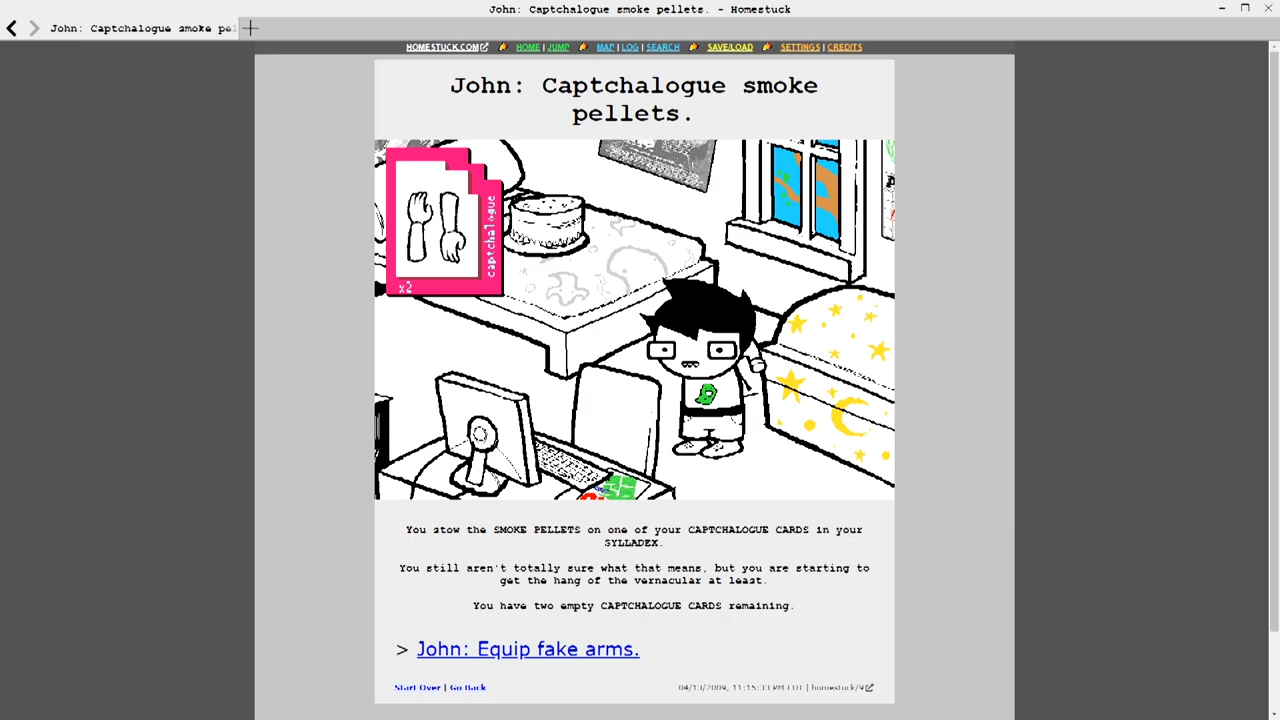 John: Captchalogue smoke pellets. - Homestuck
John: Captchalogue smoke pel
HOMESTUCK.COM HOME | JUMP MAP | LOG | SEARCH SAVE/LOAD SETTINGS | CREDITS
John: Captchalogue smoke
pellets.
captchalogue
x2
You stow the SMOKE PELLETS on one of your CAPTCHALOGUE CARDS in your
SYLLADEX.
You still aren't totally sure what that means, but you are starting to
get the hang of the vernacular at least.
You have two empty CAPTCHALOGUE CARDS remaining.
> John: Equip fake arms.
Start Over | Go Back
04/13/2009, 11:15:33 PM EDT | homestuck/9